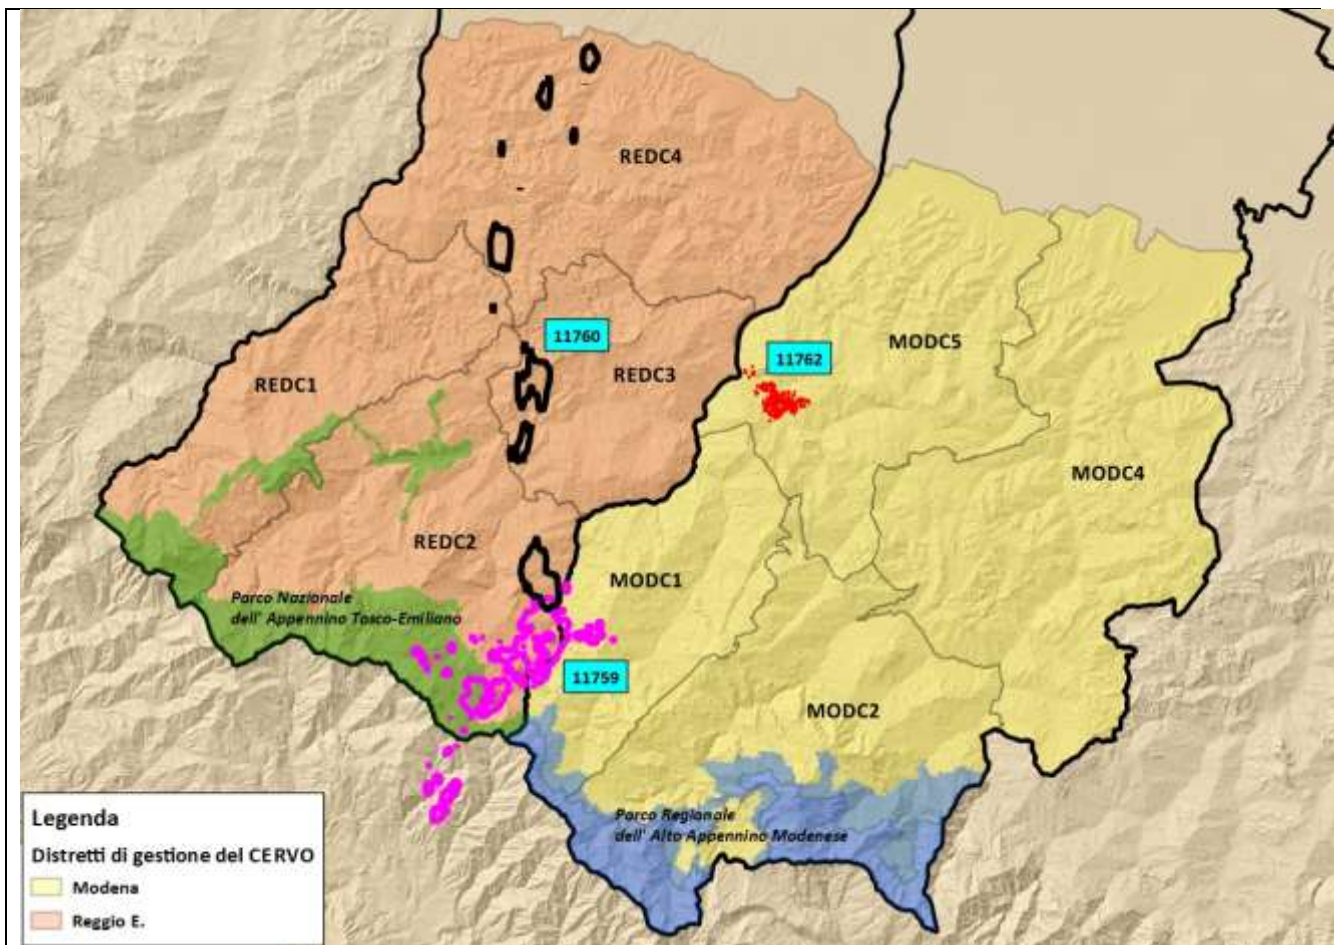 REDC4
11760
MODC5
11762
REDC1
REDC3
MODC4
REDC2
MODC1
Parco Nazionale
dell' Appennino Tosco-Emiliano
11759
MODC2
Parco Regionale
dell' Alto Appennino Modenese
Legenda
Distretti di gestione del CERVO
Modena
Reggio E.